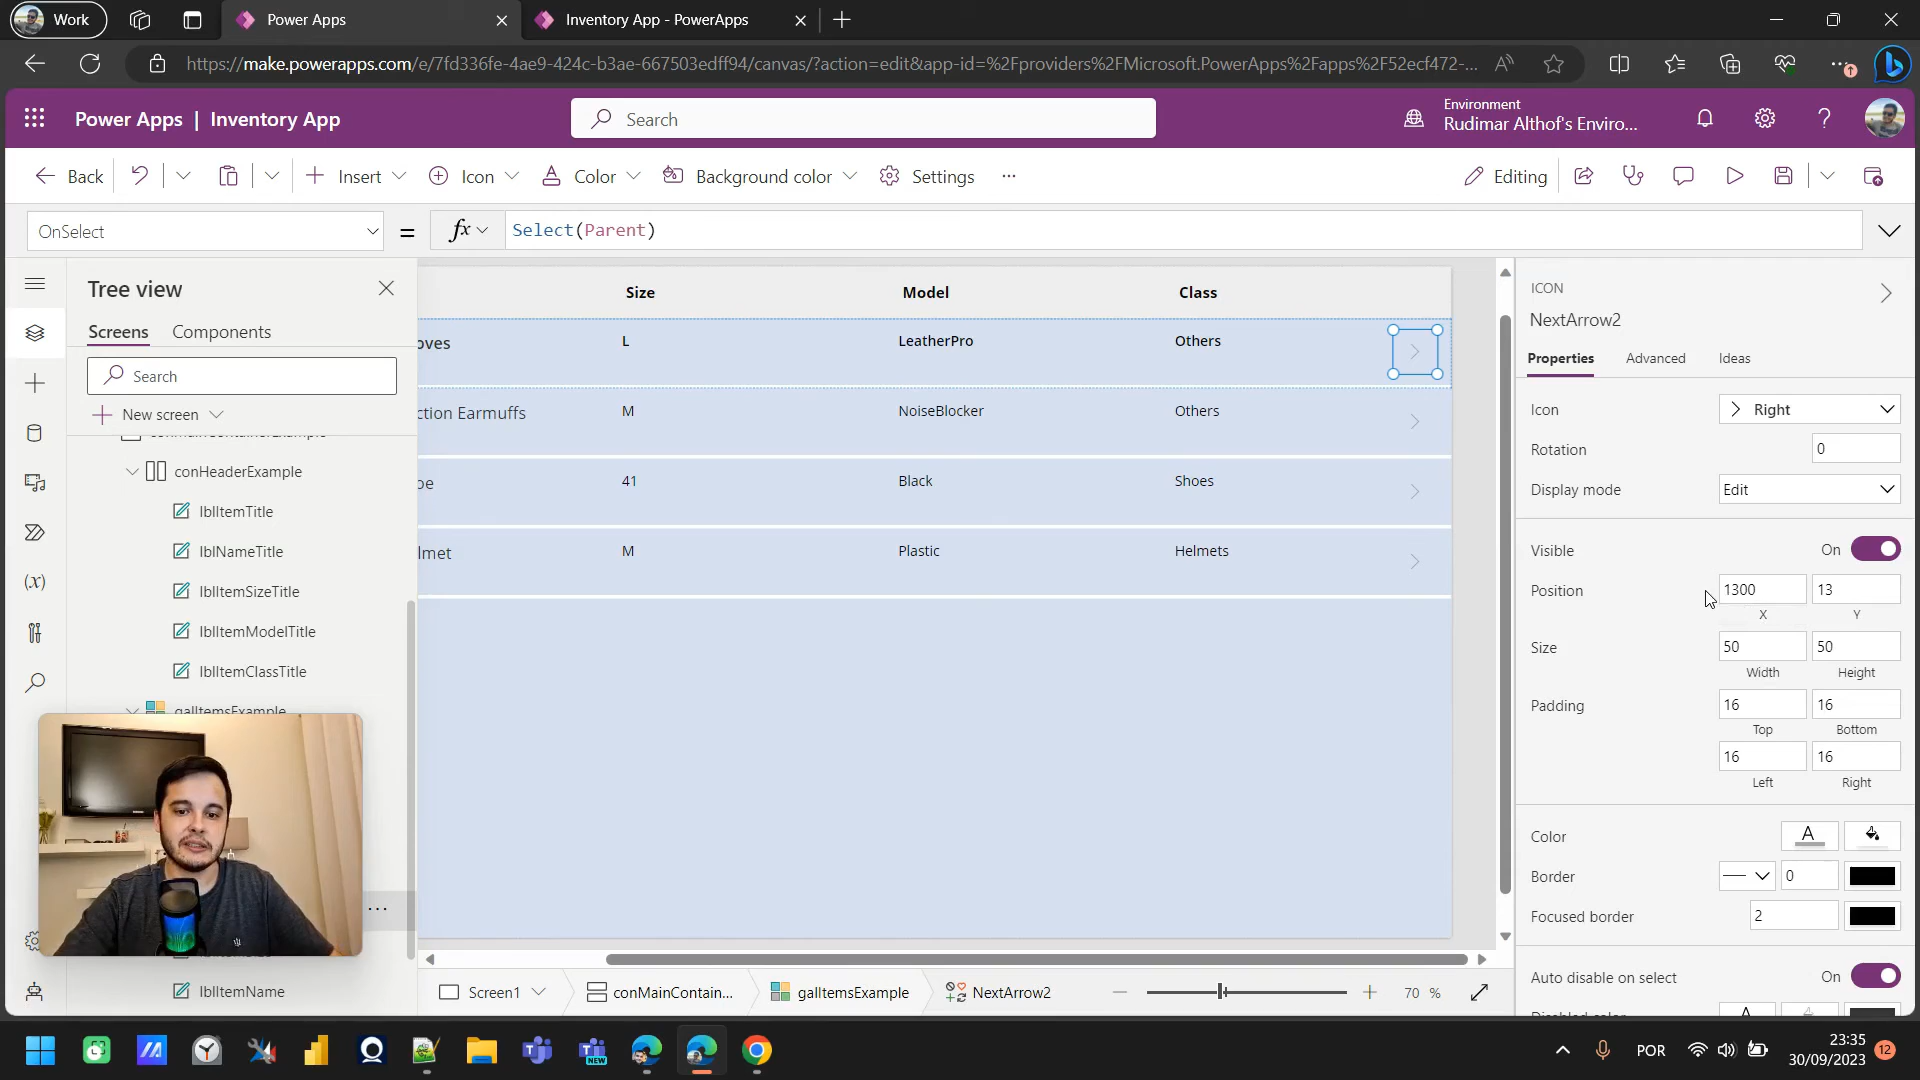 Work
Power Apps
Inventory App - PowerApps
https://make.powerapps.com/e/7fd336fe-4ae9-424c-b3ae-667503edff94/canvas/?action=edit&app-id=%2Fproviders%2FMicrosoft.PowerApps%2Fapps%2F52ecf472-...
Power Apps | Inventory App
Search
Environment
Rudimar Althof's Enviro...
Back
Insert
Icon
Color
Background color
Settings
Editing
OnSelect
=
fx
Select(Parent)
Tree view
Screens
Components
Search
New screen
conHeaderExample
lblItemTitle
lblNameTitle
lblItemSizeTitle
lblItemModelTitle
lblItemClassTitle
galItemsExample
lblItemName
Size
Model
Class
oves
L
LeatherPro
Others
ction Earmuffs
M
NoiseBlocker
Others
oe
41
Black
Shoes
lmet
M
Plastic
Helmets
Screen1
conMainContain...
galItemsExample
NextArrow2
70 %
ICON
NextArrow2
Properties
Advanced
Ideas
Icon
Right
Rotation
0
Display mode
Edit
Visible
On
Position
1300
13
X
Y
Size
50
50
Width
Height
Padding
16
16
Top
Bottom
16
16
Left
Right
Color
Border
0
Focused border
2
Auto disable on select
On
POR
23:35
30/09/2023
12
NEW